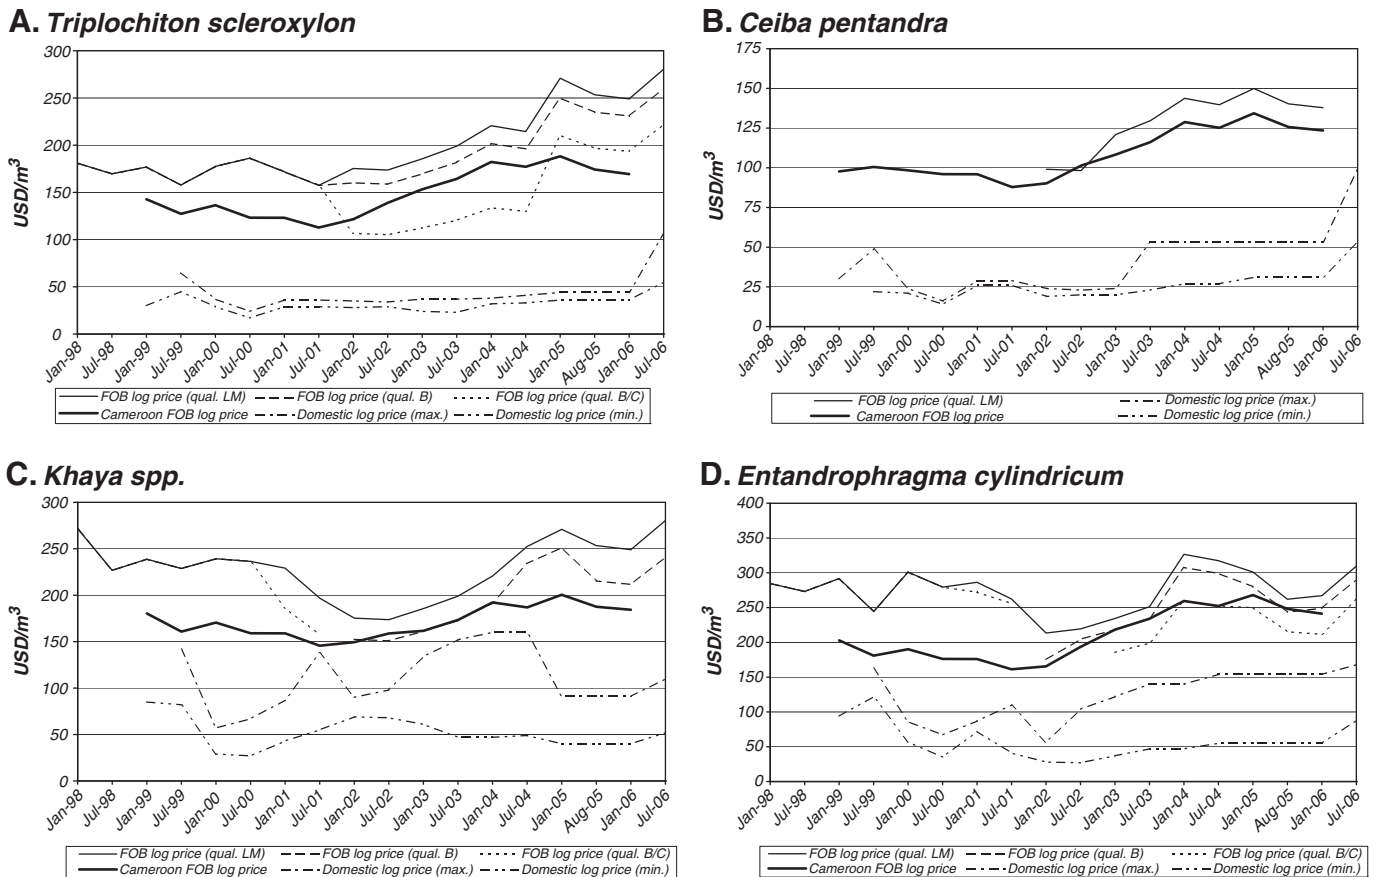 A. Triplochiton scleroxylon
300
250
200
150
100
50
0
USD/m³
Jan-98 Jul-98 Jan-99 Jul-99 Jan-00 Jul-00 Jan-01 Jul-01 Jan-02 Jul-02 Jan-03 Jul-03 Jan-04 Jul-04 Jan-05 Aug-05 Jan-06 Jul-06
FOB log price (qual. LM) FOB log price (qual. B) FOB log price (qual. B/C)
Cameroon FOB log price Domestic log price (max.) Domestic log price (min.)
B. Ceiba pentandra
175
150
125
100
75
50
25
0
USD/m³
Jan-98 Jul-98 Jan-99 Jul-99 Jan-00 Jul-00 Jan-01 Jul-01 Jan-02 Jul-02 Jan-03 Jul-03 Jan-04 Jul-04 Jan-05 Aug-05 Jan-06 Jul-06
FOB log price (qual. LM) Domestic log price (max.)
Cameroon FOB log price Domestic log price (min.)
C. Khaya spp.
300
250
200
150
100
50
0
USD/m³
Jan-98 Jul-98 Jan-99 Jul-99 Jan-00 Jul-00 Jan-01 Jul-01 Jan-02 Jul-02 Jan-03 Jul-03 Jan-04 Jul-04 Jan-05 Aug-05 Jan-06 Jul-06
FOB log price (qual. LM) FOB log price (qual. B) FOB log price (qual. B/C)
Cameroon FOB log price Domestic log price (max.) Domestic log price (min.)
D. Entandrophragma cylindricum
400
350
300
250
200
150
100
50
0
USD/m³
Jan-98 Jul-98 Jan-99 Jul-99 Jan-00 Jul-00 Jan-01 Jul-01 Jan-02 Jul-02 Jan-03 Jul-03 Jan-04 Jul-04 Jan-05 Aug-05 Jan-06 Jul-06
FOB log price (qual. LM) FOB log price (qual. B) FOB log price (qual. B/C)
Cameroon FOB log price Domestic log price (max.) Domestic log price (min.)